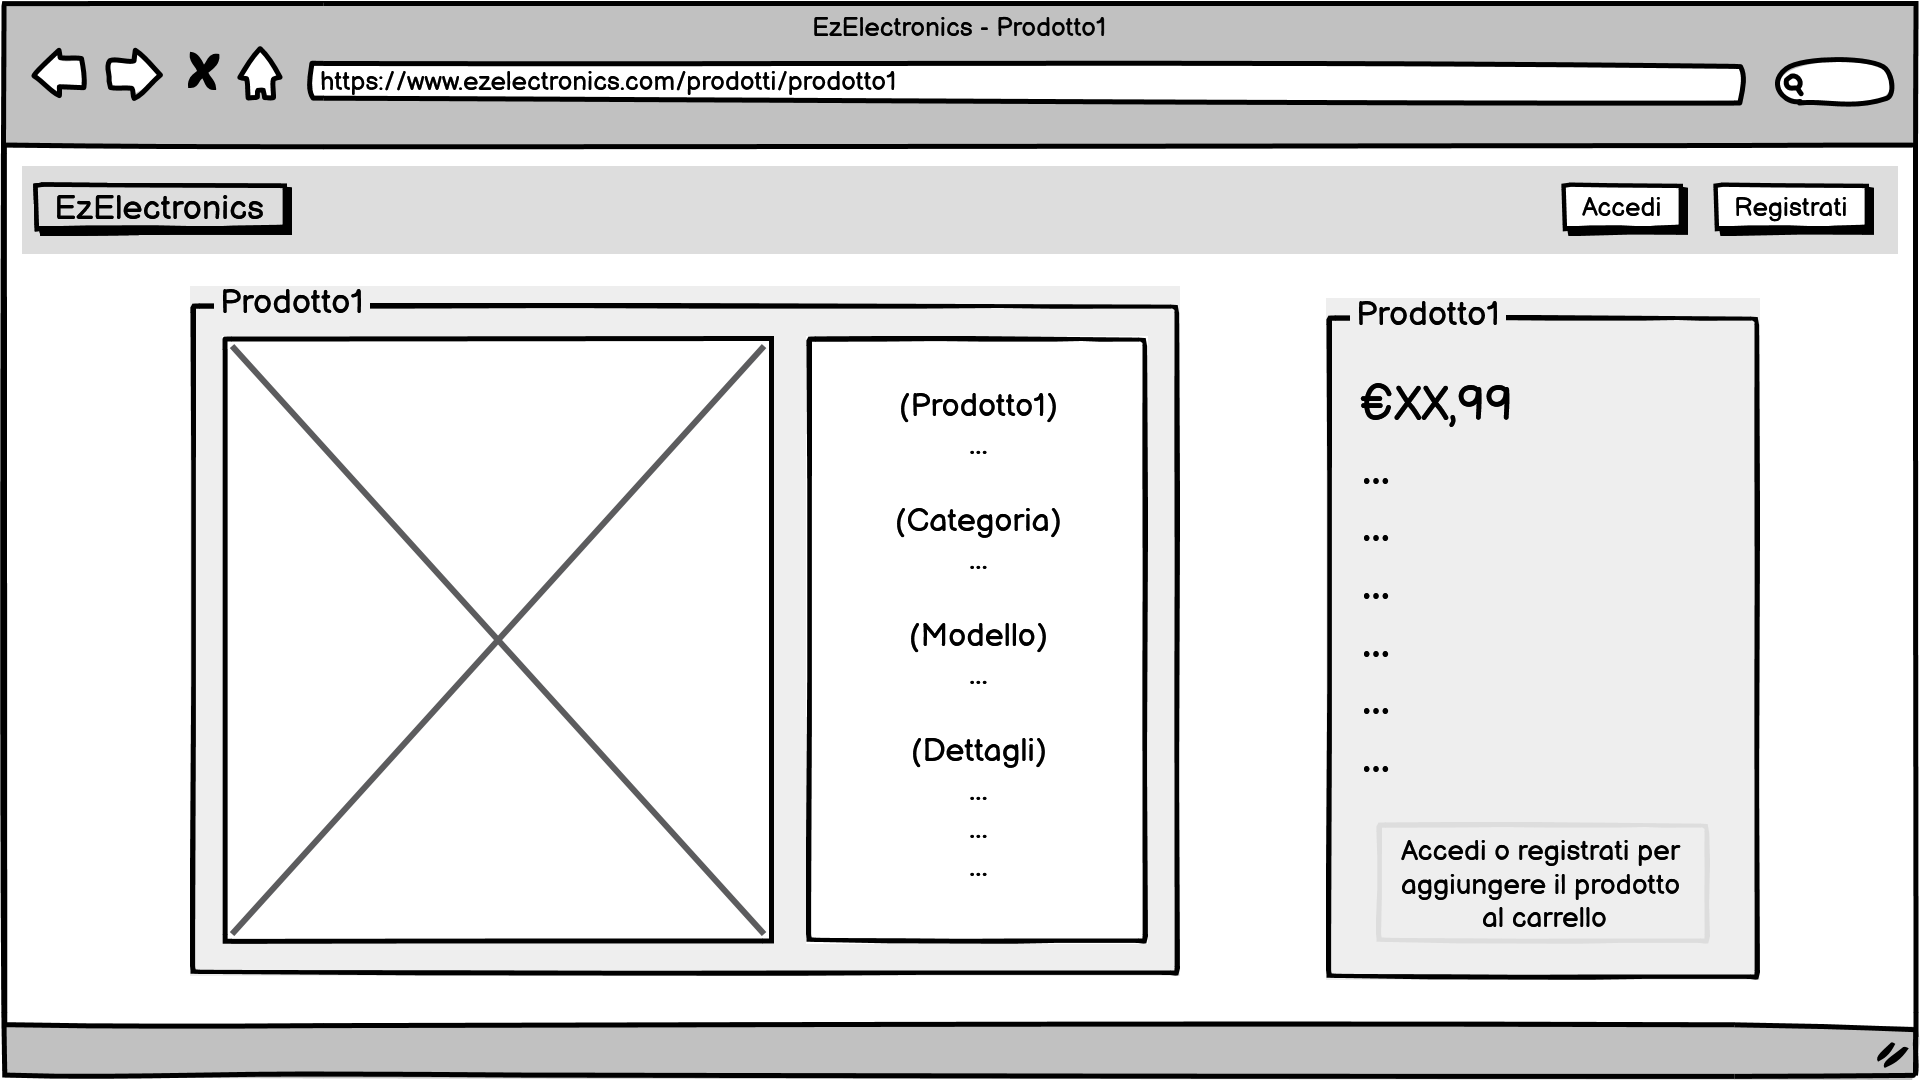 EzElectronics - Prodotto1
https://www.ezelectronics.com/prodotti/prodotto1
EzElectronics
Accedi
Registrati
Prodotto1
(Prodotto1)
...
(Categoria)
...
(Modello)
...
(Dettagli)
...
...
...
Prodotto1
€XX,99
...
...
...
...
...
...
Accedi o registrati per
aggiungere il prodotto
al carrello